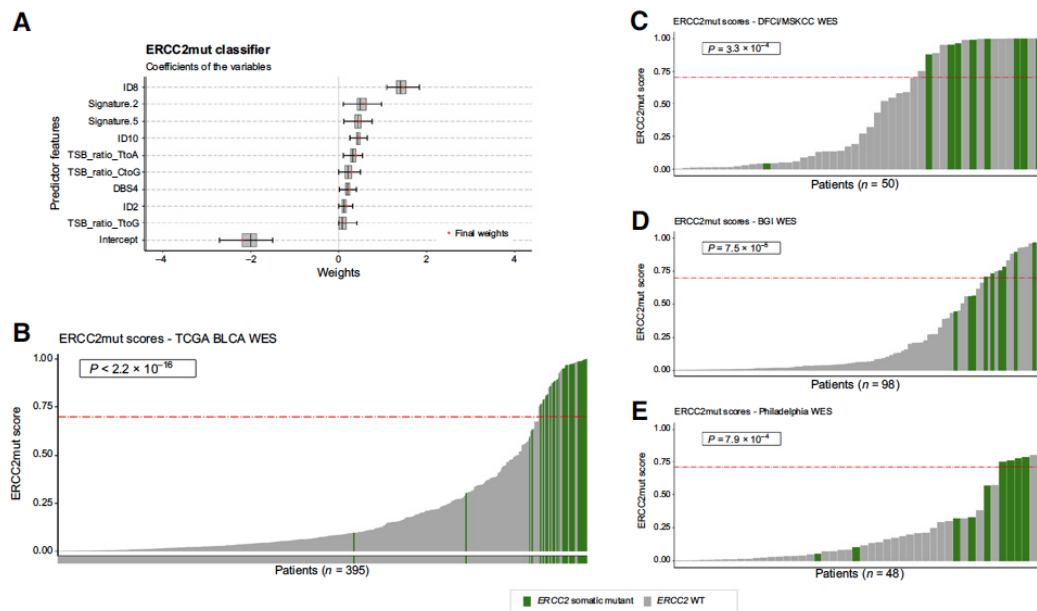 A
ERCC2mut classifier
Coefficients of the variables
Predictor features
ID8
Signature.2
Signature.5
ID10
TSB_ratio_TtoA
TSB_ratio_CtoG
DBS4
ID2
TSB_ratio_TtoG
Intercept
Final weights
−4 −2 0 2 4
Weights
B
ERCC2mut scores - TCGA BLCA WES
P < 2.2 × 10−16
ERCC2mut score
1.00
0.75
0.50
0.25
0.00
Patients (n = 395)
C
ERCC2mut scores - DFCI/MSKCC WES
P = 3.3 × 10−4
ERCC2mut score
1.00
0.75
0.50
0.25
0.00
Patients (n = 50)
D
ERCC2mut scores - BGI WES
P = 7.5 ×
ERCC2mut score
1.00
0.75
0.50
0.25
0.00
Patients (n = 98)
E
ERCC2mut scores - Philadelphia WES
P = 7.9 × 10−4
ERCC2mut score
1.00
0.75
0.50
0.25
0.00
Patients (n = 48)
ERCC2 somatic mutant ERCC2 WT